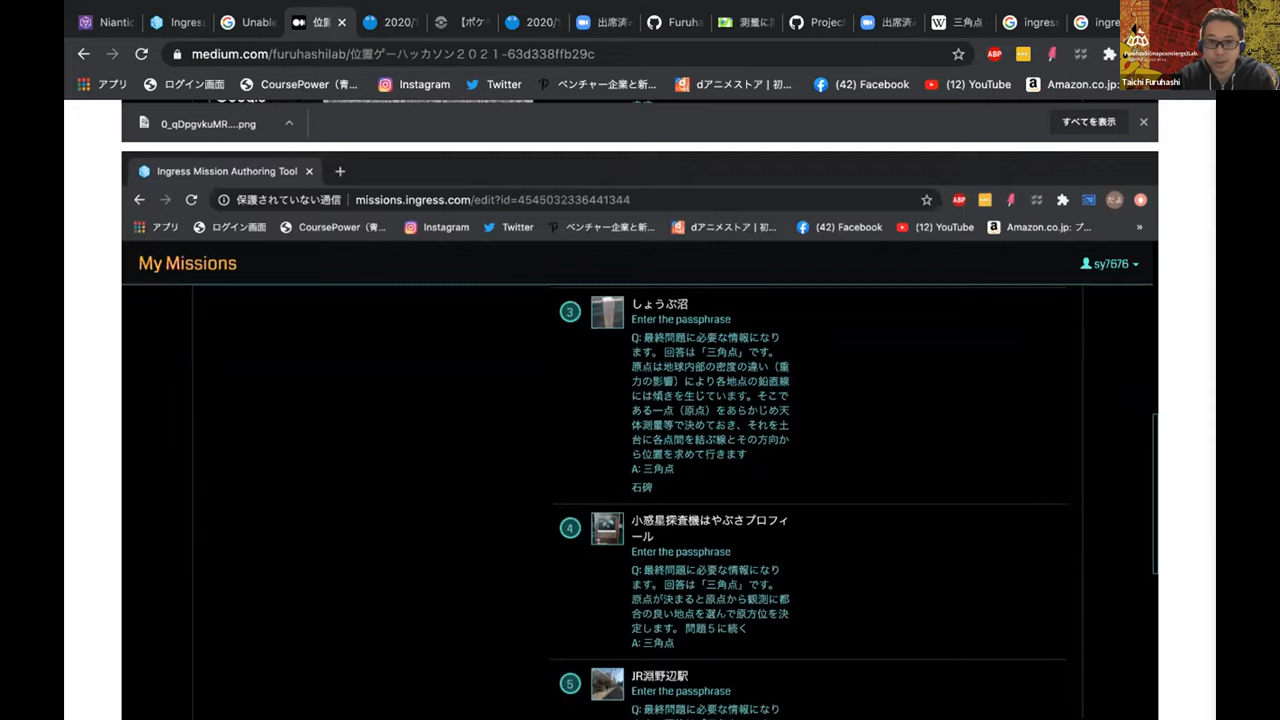 Niantic
Ingres
Unable
位置
2020/
【ポケ
2020/1
出席済
Furuha
測量に
Project
出席済
三角点
ingres
ingre
medium.com/furuhashilab/位置ゲーハッカソン2021-53d338ffb29c
アプリ
ログイン画面
CoursePower（青...
Instagram
Twitter
ベンチャー企業と新...
dアニメストア | 初...
(42) Facebook
(12) YouTube
Amazon.co.jp:
Taichi Furuhashi
0_qDpgvkuMR....png
すべてを表示
Ingress Mission Authoring Tool
保護されていない通信 | missions.ingress.com/edit?id=4545032336441344
アプリ
ログイン画面
CoursePower（青...
Instagram
Twitter
ベンチャー企業と新...
dアニメストア | 初...
(42) Facebook
(12) YouTube
Amazon.co.jp: プ...
»
My Missions
sy7676
3
しょうぶ沼
Enter the passphrase
Q: 最終問題に必要な情報になり
ます。回答は「三角点」です。
原点は地球内部の密度の違い（重
力の影響）により各地点の鉛直線
には傾きを生じています。そこで
ある一点（原点）をあらかじめ天
体測量等で決めておき、それを土
台に各点間を結ぶ線とその方向か
ら位置を求めて行きます
A: 三角点
石碑
4
小惑星探査機はやぶさプロフィ
ール
Enter the passphrase
Q: 最終問題に必要な情報になり
ます。回答は「三角点」です。
原点が決まると原点から観測に都
合の良い地点を選んで原方位を決
定します。問題５に続く
A: 三角点
5
JR淵野辺駅
Enter the passphrase
Q: 最終問題に必要な情報になり